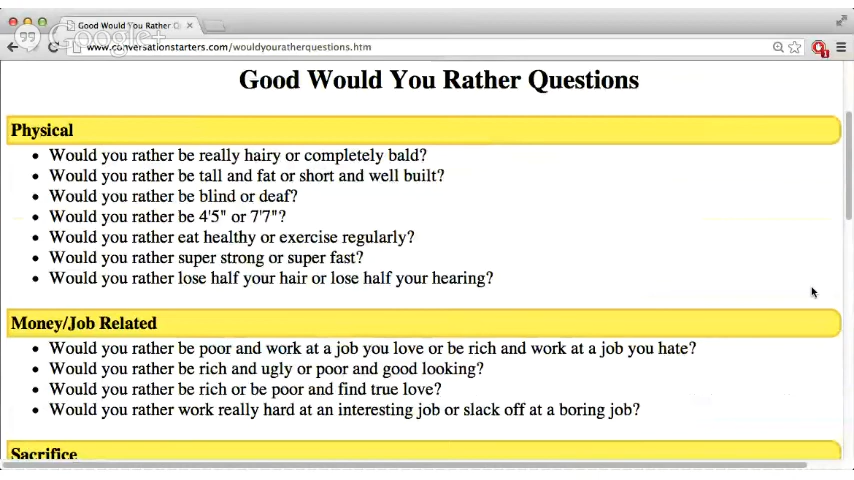 Good Would You Rather Q
Google+
www.conversationstarters.com/wouldyouratherquestions.htm
Good Would You Rather Questions
Physical
Would you rather be really hairy or completely bald?
Would you rather be tall and fat or short and well built?
Would you rather be blind or deaf?
Would you rather be 4'5" or 7'7"?
Would you rather eat healthy or exercise regularly?
Would you rather super strong or super fast?
Would you rather lose half your hair or lose half your hearing?
Money/Job Related
Would you rather be poor and work at a job you love or be rich and work at a job you hate?
Would you rather be rich and ugly or poor and good looking?
Would you rather be rich or be poor and find true love?
Would you rather work really hard at an interesting job or slack off at a boring job?
Sacrifice